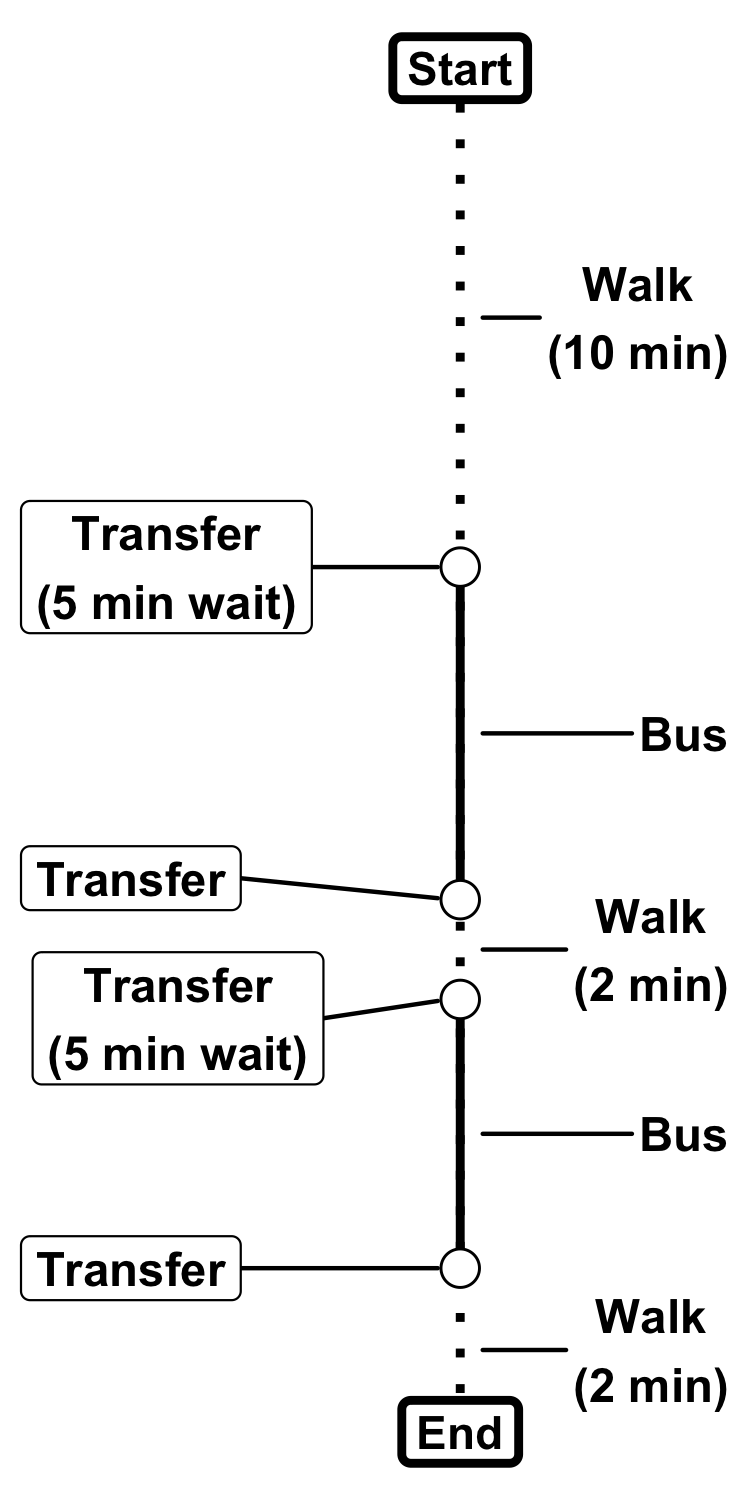 Start
Walk
(10 min)
Transfer
(5 min wait)
Bus
Transfer
Walk
(2 min)
Transfer
(5 min wait)
Bus
Transfer
Walk
(2 min)
End